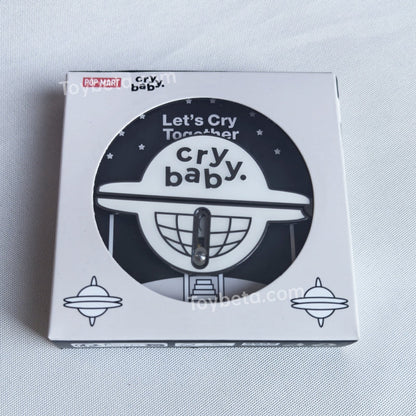 POP MART
cry
baby.
Toybeta.com
Let's Cry
Together
cry
baby.
Toybeta.com